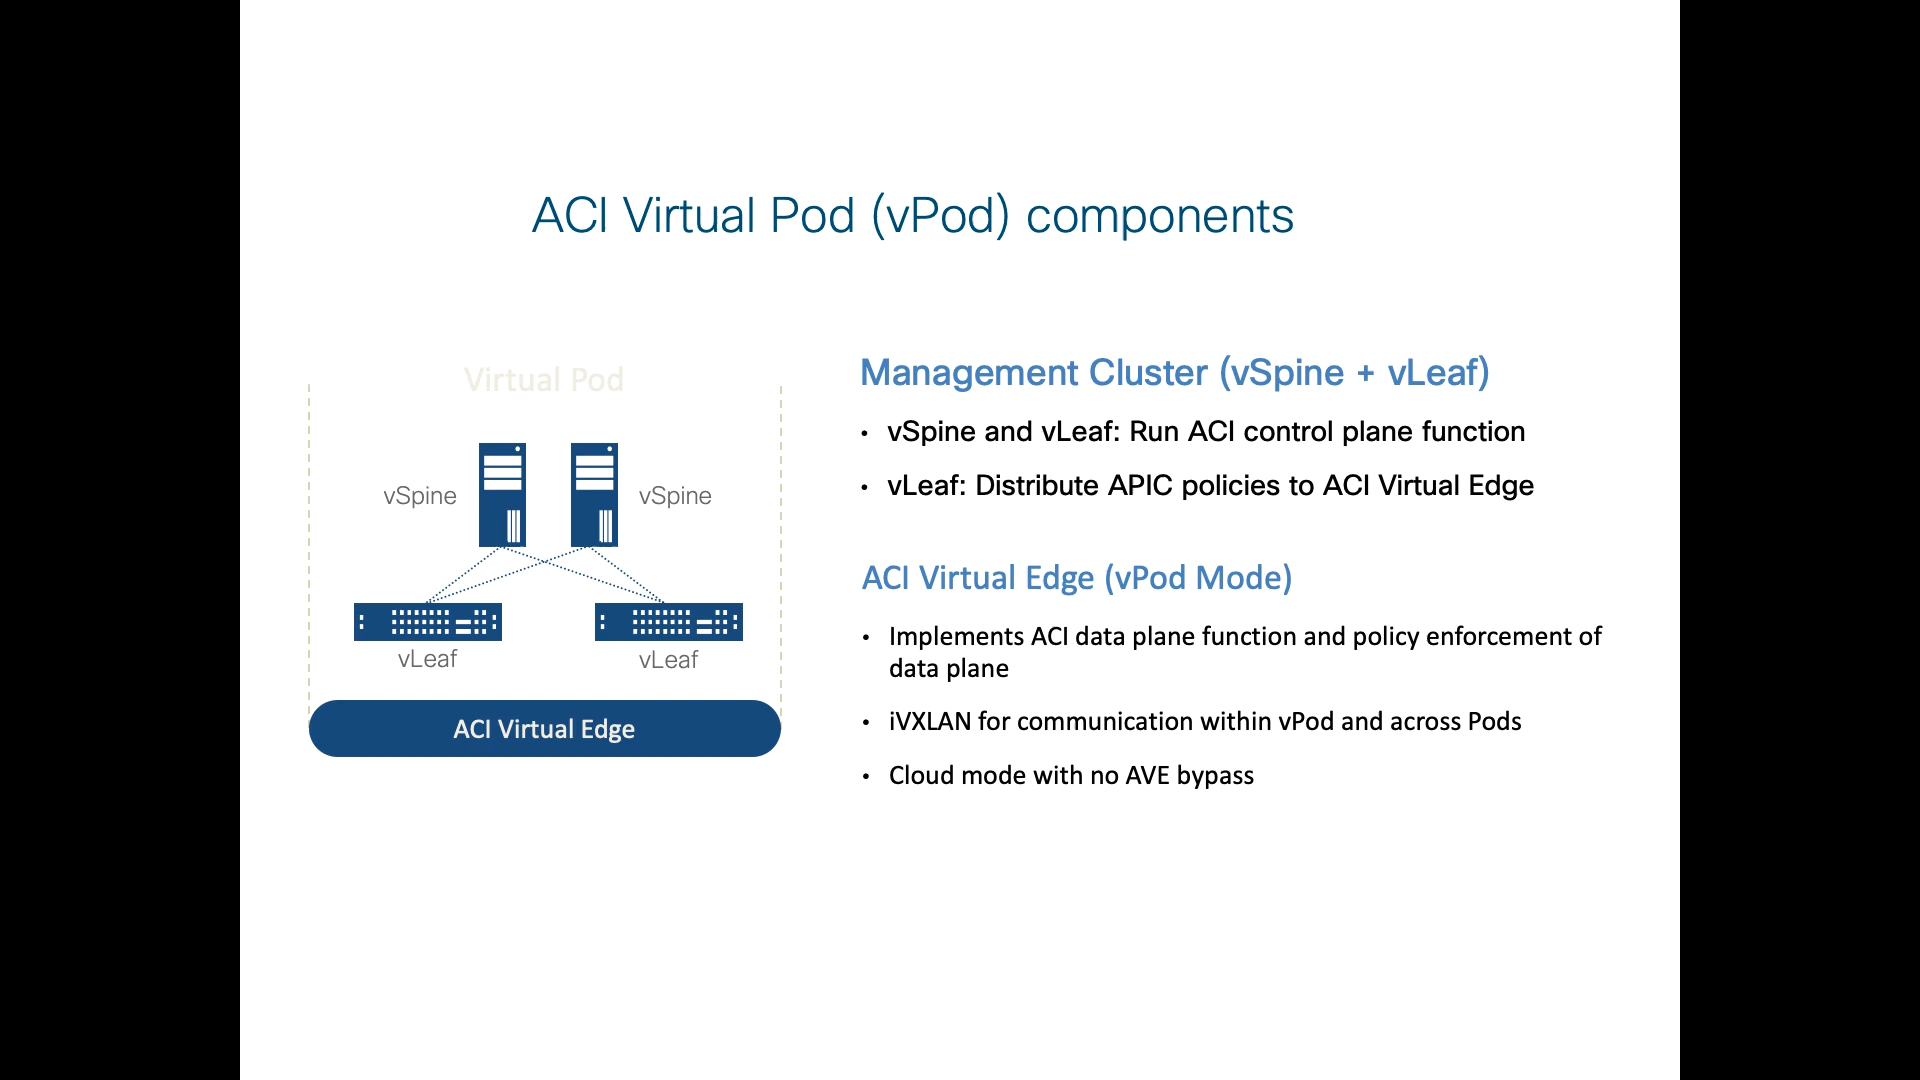 ACI Virtual Pod (vPod) components
Virtual Pod
vSpine
vSpine
vLeaf
vLeaf
ACI Virtual Edge
Management Cluster (vSpine + vLeaf)
• vSpine and vLeaf: Run ACI control plane function
• vLeaf: Distribute APIC policies to ACI Virtual Edge
ACI Virtual Edge (vPod Mode)
• Implements ACI data plane function and policy enforcement of
data plane
• iVXLAN for communication within vPod and across Pods
• Cloud mode with no AVE bypass